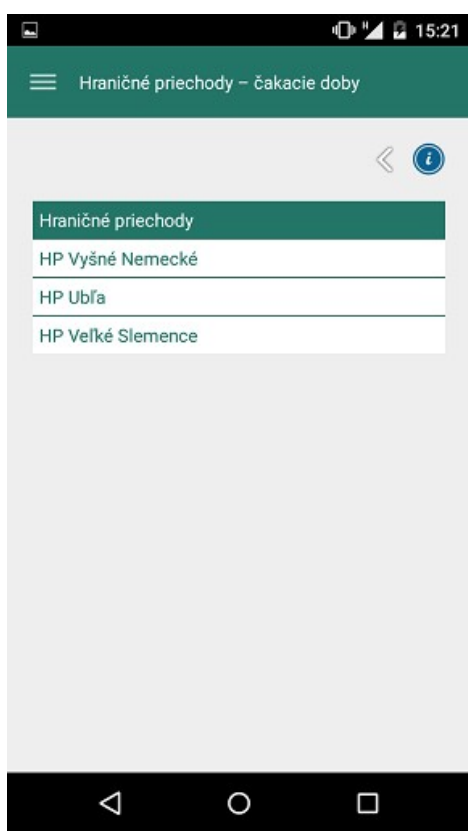 H 15:21
Hraničné priechody – čakacie doby
i
Hraničné priechody
HP Vyšné Nemecké
HP Ubľa
HP Veľké Slemence